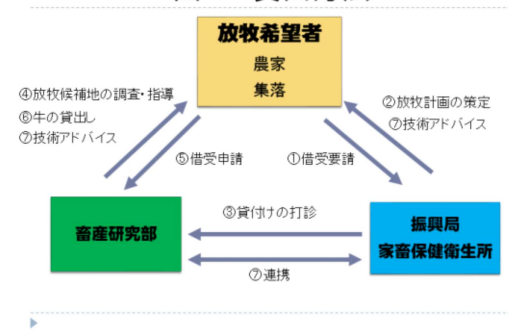 放牧希望者
農家
集落
④放牧候補地の調査・指導
⑥牛の貸出し
⑦技術アドバイス
②放牧計画の策定
⑦技術アドバイス
⑤借受申請
①借受要請
畜産研究部
③貸付けの打診
⑦連携
振興局
家畜保健衛生所